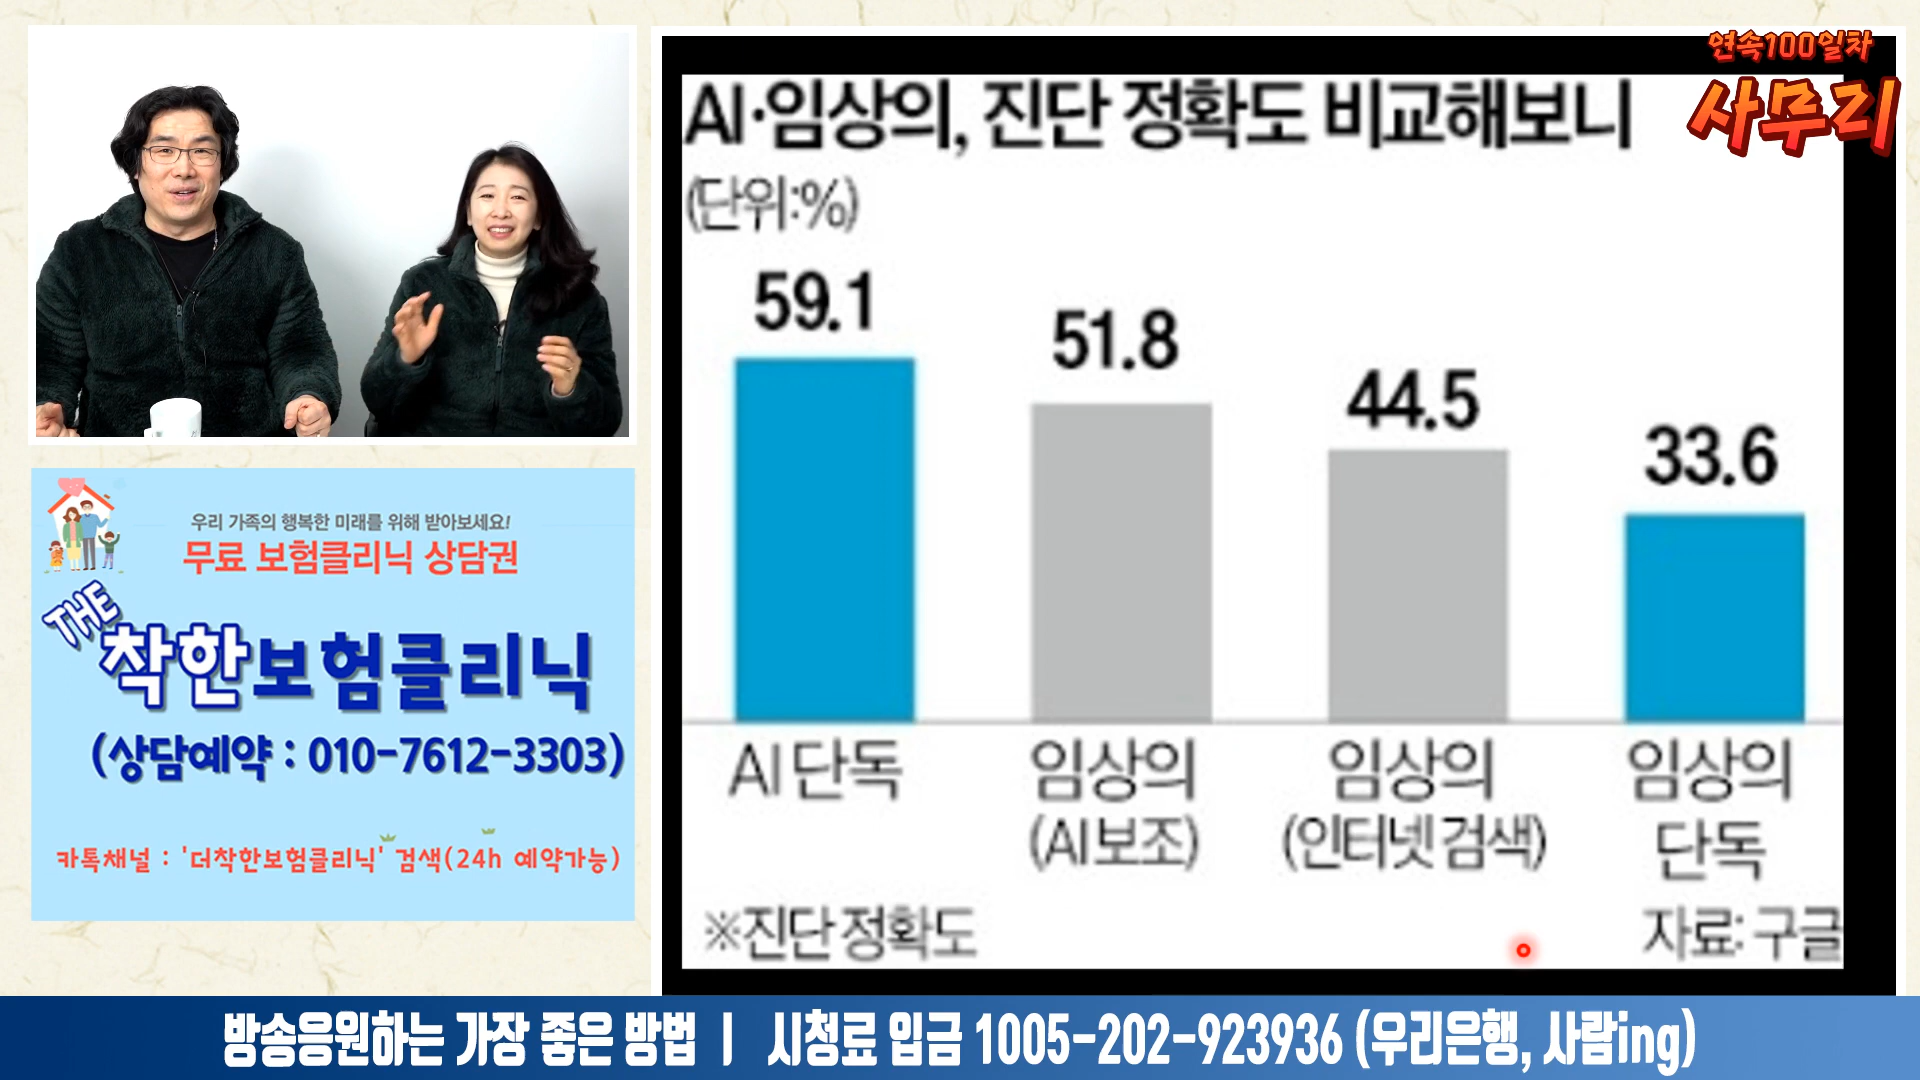 연속100일차
사무리
AI·임상의, 진단 정확도 비교해보니
(단위:%)
59.1
51.8
44.5
33.6
AI 단독
임상의
(AI 보조)
임상의
(인터넷 검색)
임상의
단독
※진단 정확도
자료: 구글
우리 가족의 행복한 미래를 위해 받아보세요!
무료 보험클리닉 상담권
THE
착한보험클리닉
(상담예약 : 010-7612-3303)
카톡채널 : '더착한보험클리닉' 검색(24h 예약가능)
방송응원하는 가장 좋은 방법 ㅣ 시청료 입금 1005-202-923936 (우리은행, 사람ing)